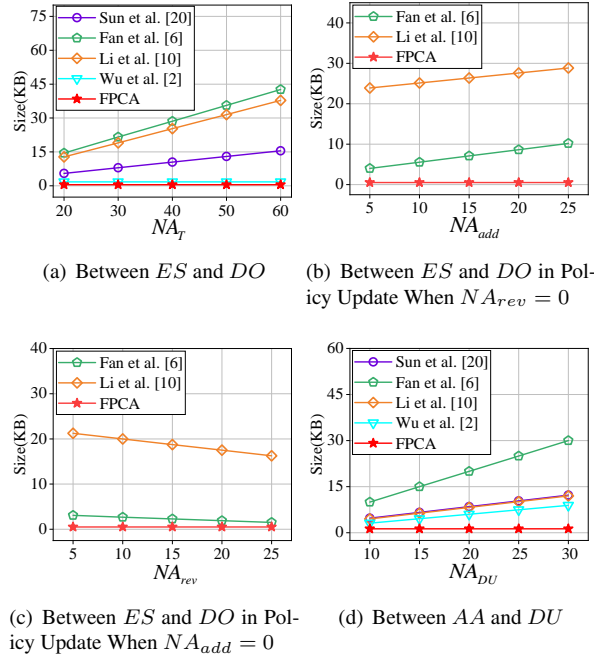 75
60
45
30
15
0
Size(KB)
Sun et al. [20]
Fan et al. [6]
Li et al. [10]
Wu et al. [2]
FPCA
20 30 40 50 60
NA_T
(a) Between ES and DO
40
30
20
10
0
Size(KB)
Fan et al. [6]
Li et al. [10]
FPCA
5 10 15 20 25
NA_add
(b) Between ES and DO in Pol-
icy Update When NA_rev = 0
40
30
20
10
0
Size(KB)
Fan et al. [6]
Li et al. [10]
FPCA
5 10 15 20 25
NA_rev
(c) Between ES and DO in Pol-
icy Update When NA_add = 0
60
45
30
15
0
Size(KB)
Sun et al. [20]
Fan et al. [6]
Li et al. [10]
Wu et al. [2]
FPCA
10 15 20 25 30
NA_DU
(d) Between AA and DU